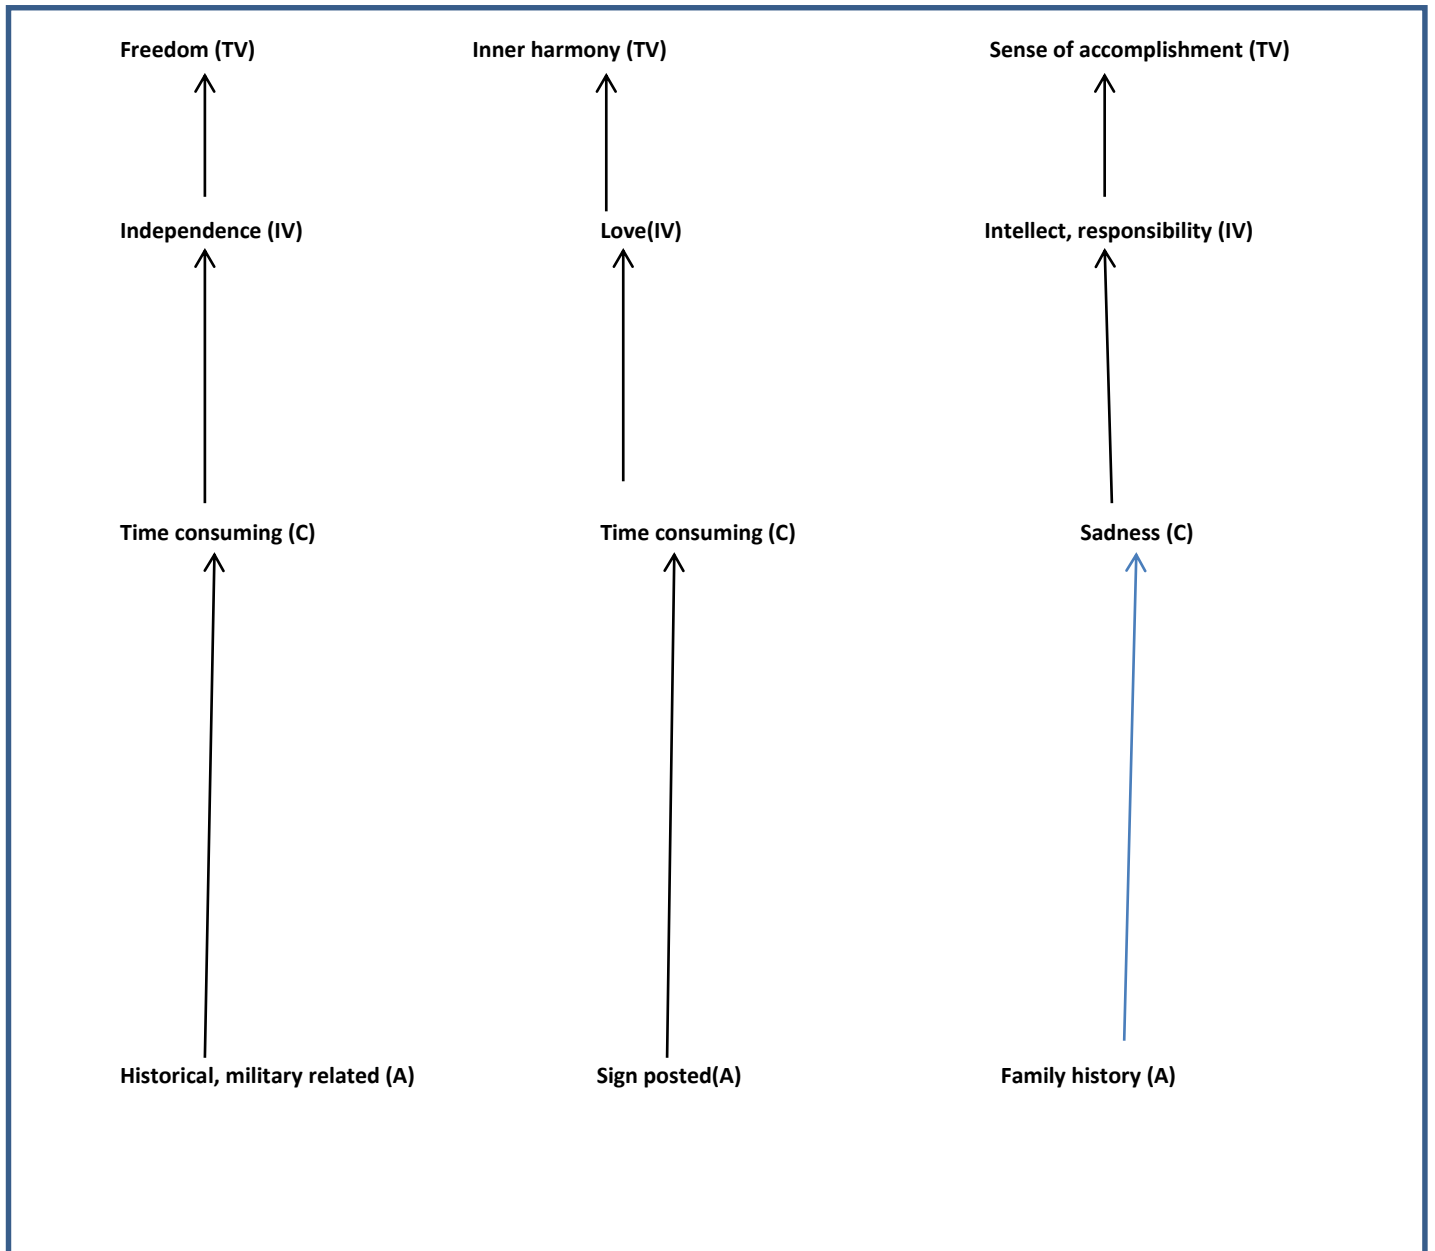 Freedom (TV) Inner harmony (TV) Sense of accomplishment (TV)
Independence (IV) Love(IV) Intellect, responsibility (IV)
Time consuming (C) Time consuming (C) Sadness (C)
Historical, military related (A) Sign posted(A) Family history (A)